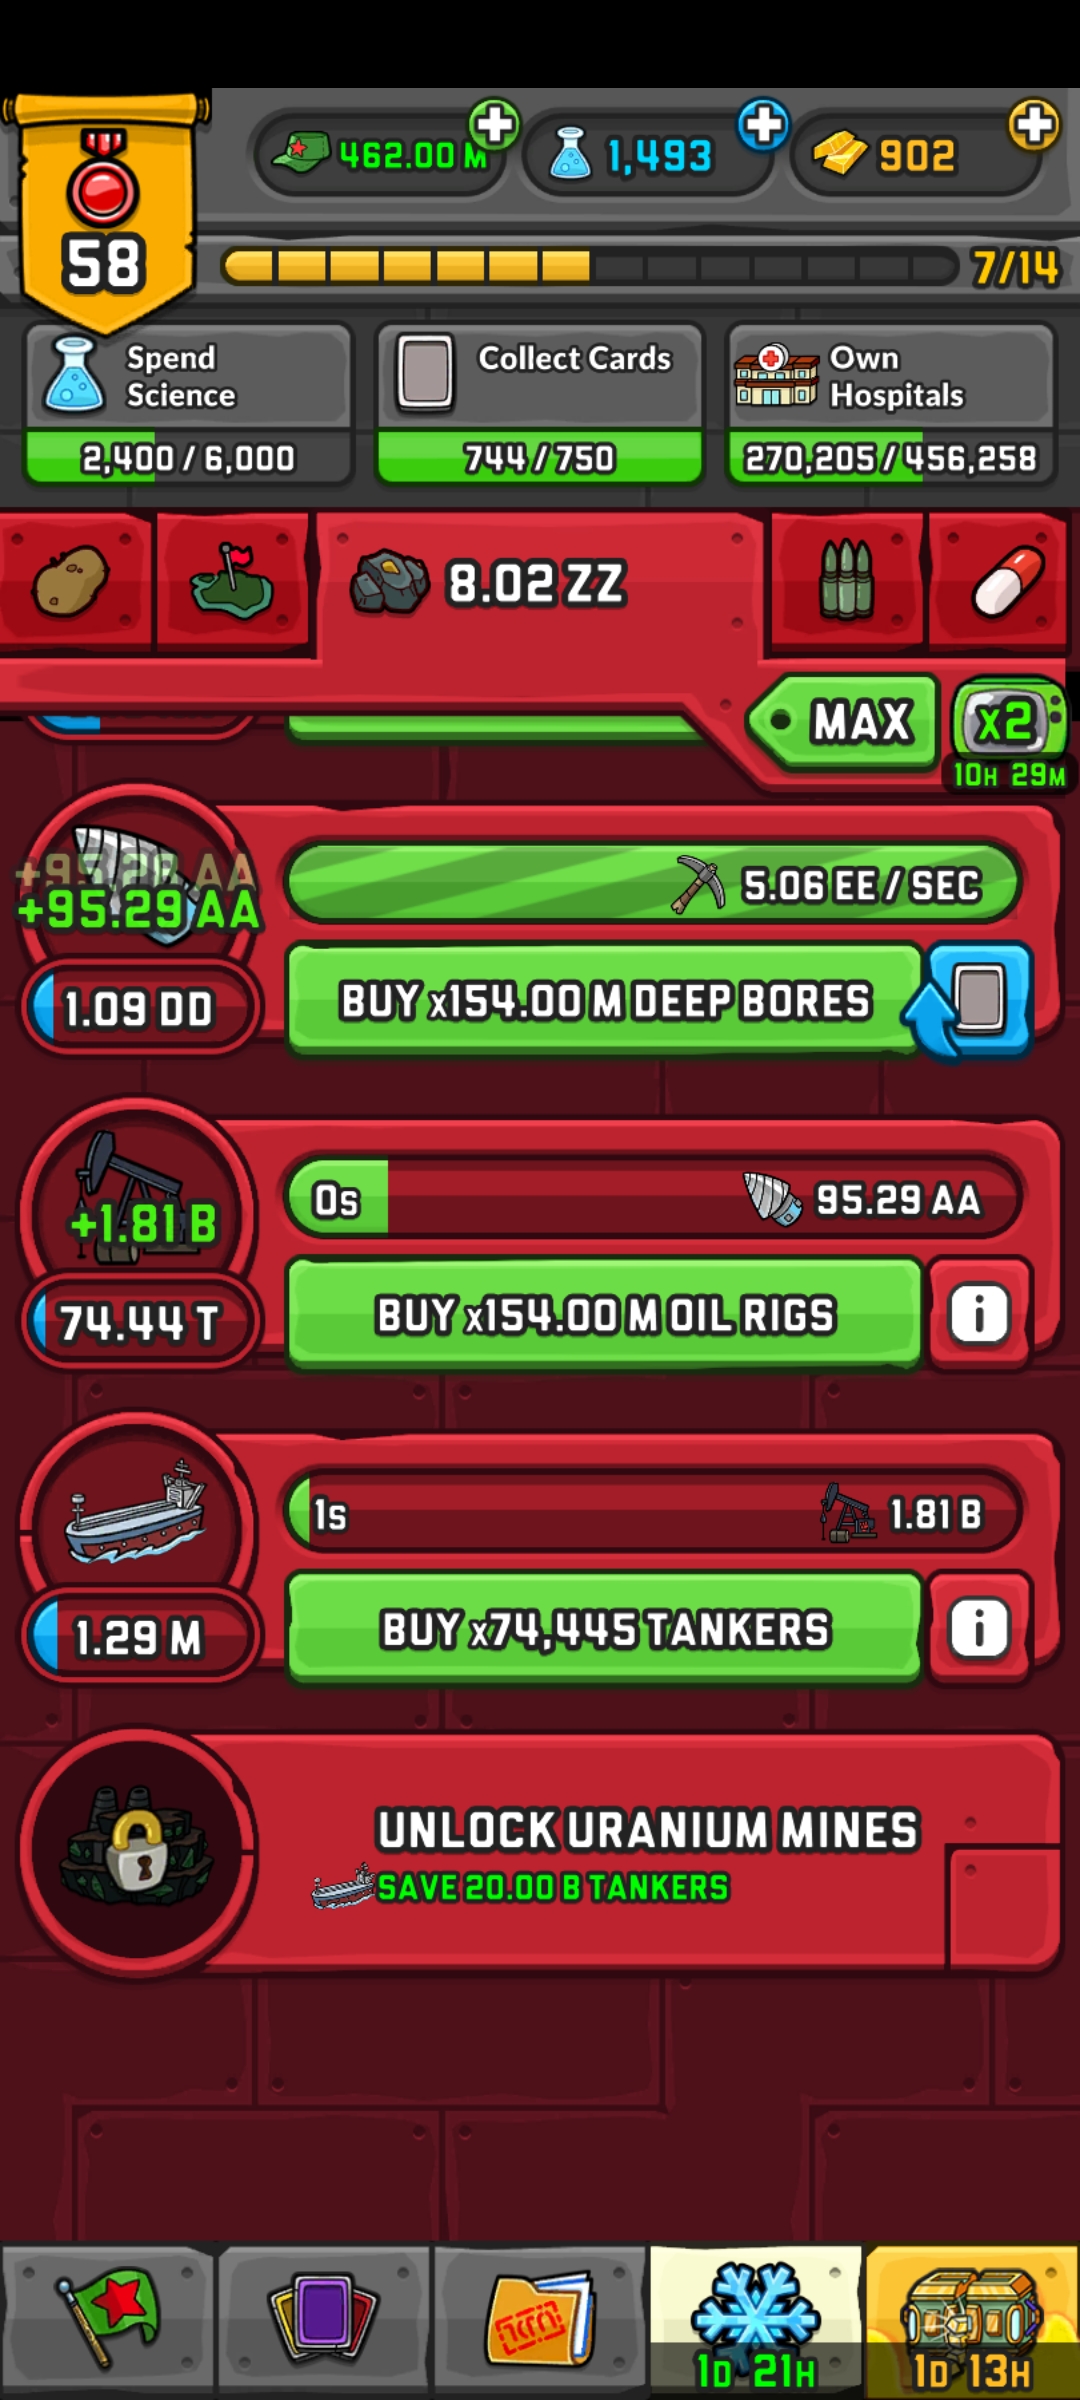 462.00 M
1,493
902
58
7/14
Spend
Science
2,400 / 6,000
Collect Cards
744 / 750
Own
Hospitals
270,205 / 456,258
8.02 ZZ
MAX
x2
10H 29M
+95.28 AA
+95.29 AA
5.06 EE / SEC
1.09 DD
BUY x154.00 M DEEP BORES
+1.81 B
0s
95.29 AA
74.44 T
BUY x154.00 M OIL RIGS
i
1s
1.81 B
1.29 M
BUY x74,445 TANKERS
i
UNLOCK URANIUM MINES
SAVE 20.00 B TANKERS
1D 21H
1D 13H